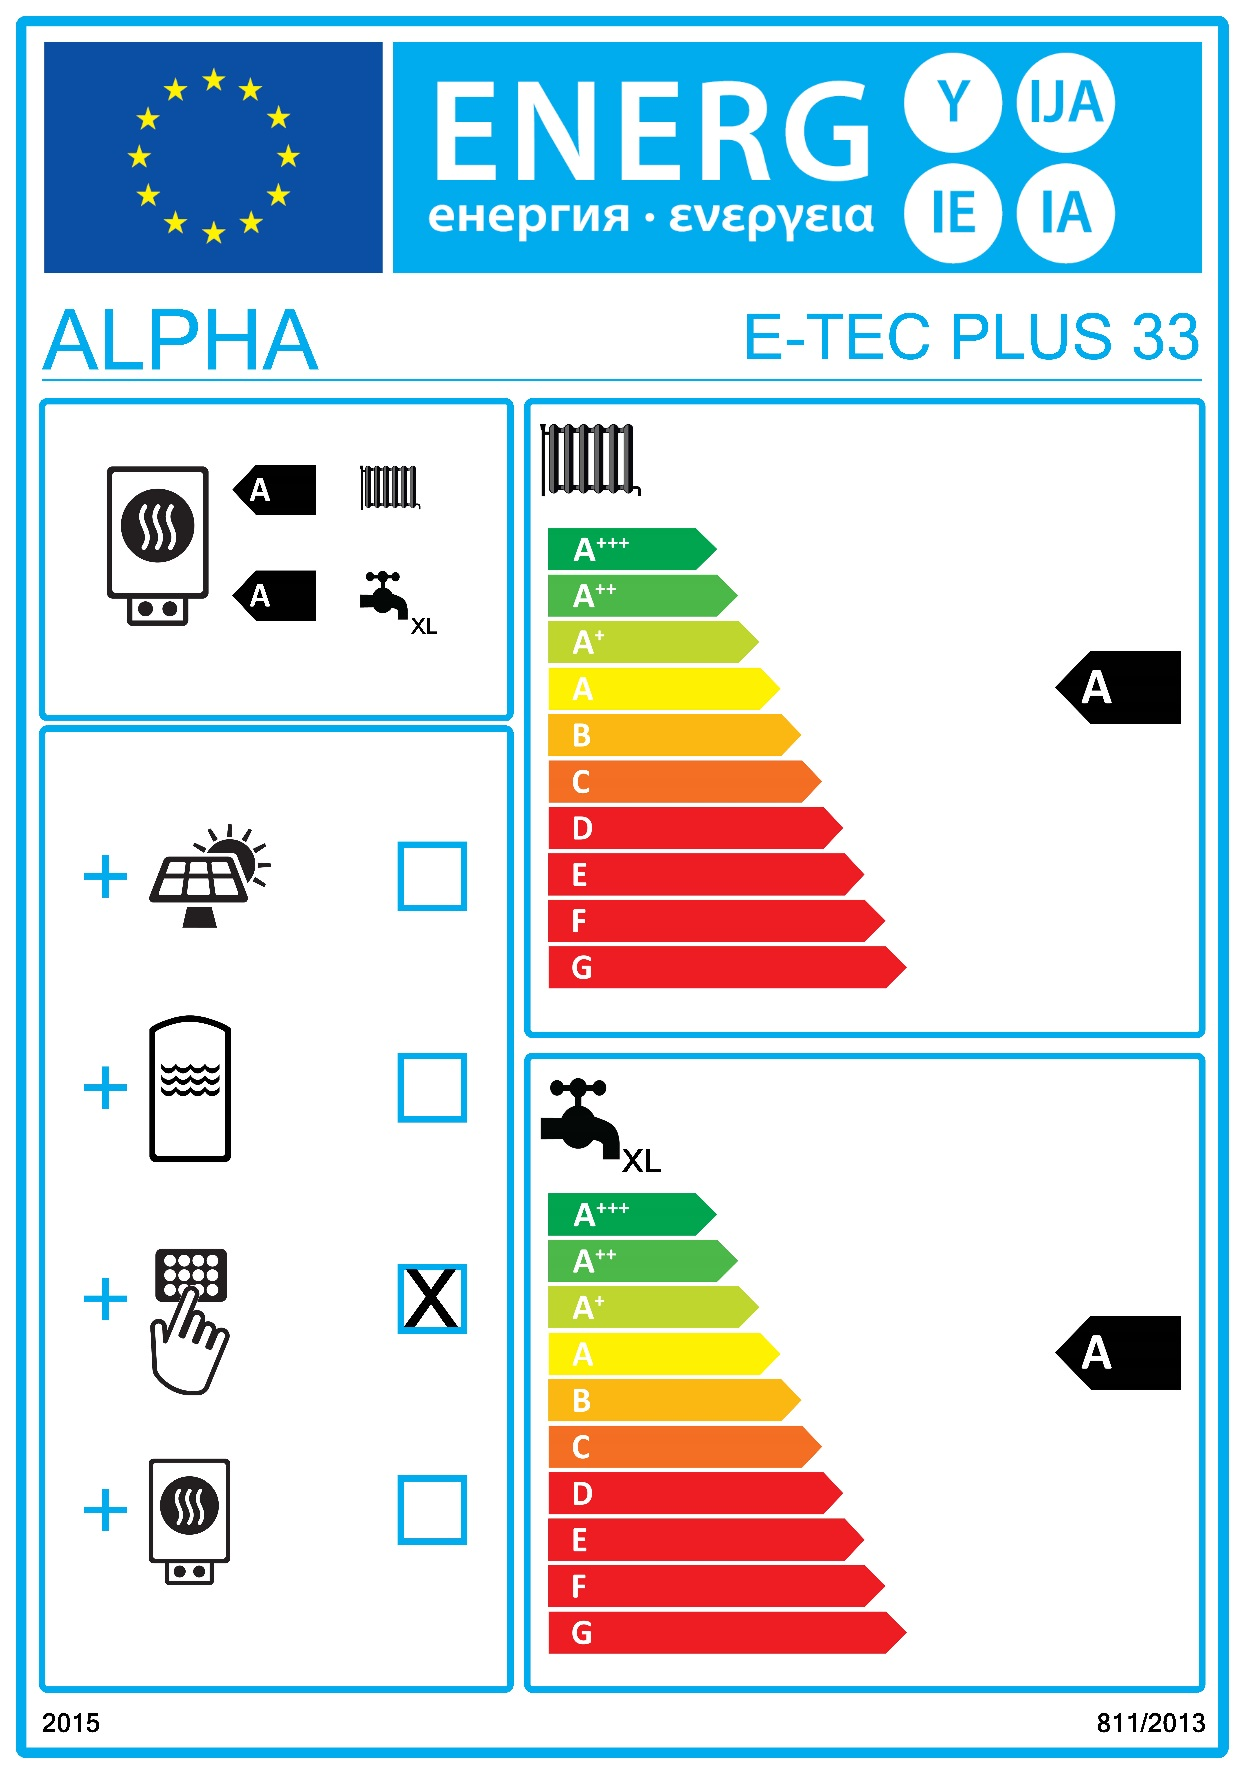 ENERG Y IJA
енергия · ενεργεια IE IA
ALPHA E-TEC PLUS 33
A
A
XL
X
A+++
A++
A+
A
B
C
D
E
F
G
A
XL
A+++
A++
A+
A
B
C
D
E
F
G
A
2015 811/2013